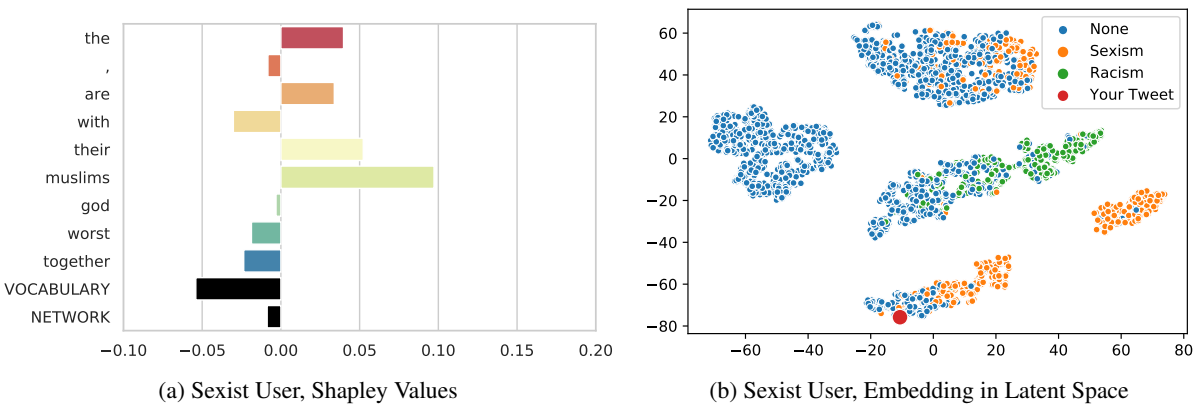 the
,
are
with
their
muslims
god
worst
together
VOCABULARY
NETWORK
−0.10 −0.05 0.00 0.05 0.10 0.15 0.20
(a) Sexist User, Shapley Values
60
40
20
0
−20
−40
−60
−80
−60 −40 −20 0 20 40 60 80
None
Sexism
Racism
Your Tweet
(b) Sexist User, Embedding in Latent Space